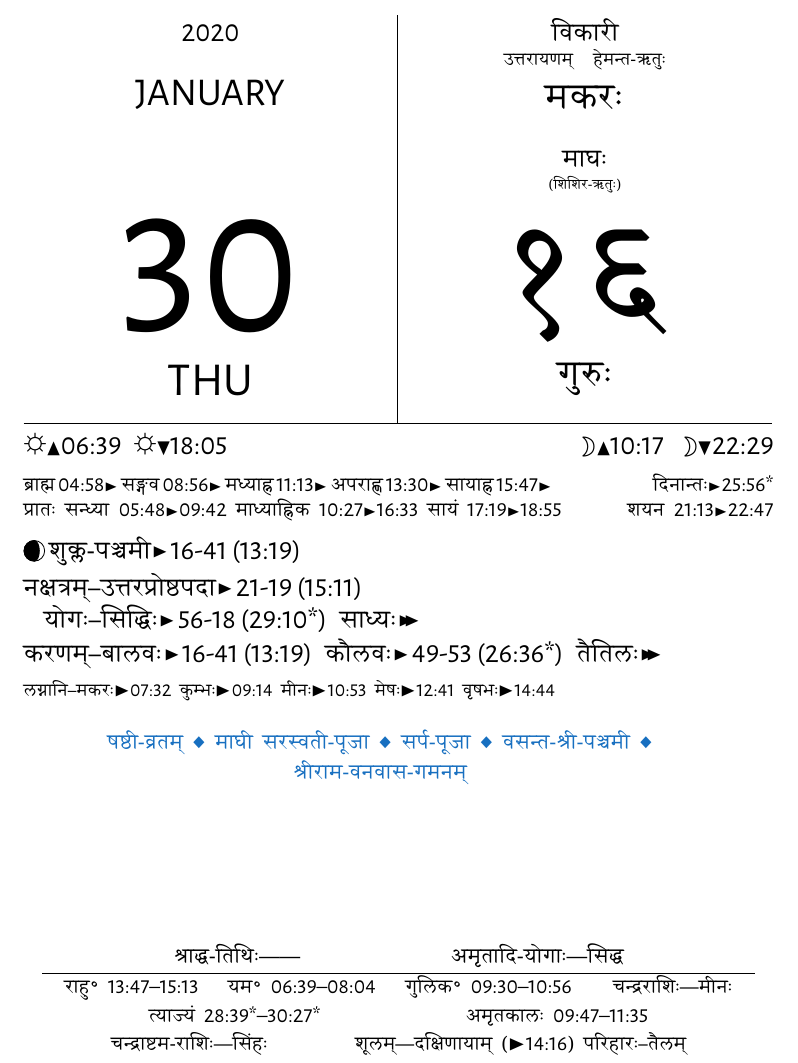 2020
JANUARY
30
THU
विकारी
उत्तरायणम् हेमन्त-ऋतुः
मकरः
माघः
(शिशिर-ऋतुः)
१६
गुरुः
▲06:39 ▼18:05 ▲10:17 ▼22:29
ब्राह्म 04:58► सङ्गव 08:56► मध्याह्न 11:13► अपराह्ण 13:30► सायाह्न 15:47► दिनान्तः►25:56*
प्रातः सन्ध्या 05:48►09:42 माध्याह्निक 10:27►16:33 सायं 17:19►18:55 शयन 21:13►22:47
शुक्ल-पञ्चमी►16-41 (13:19)
नक्षत्रम्–उत्तरप्रोष्ठपदा►21-19 (15:11)
योगः–सिद्धिः►56-18 (29:10*) साध्यः►►
करणम्–बालवः►16-41 (13:19) कौलवः►49-53 (26:36*) तैतिलः►►
लग्नानि–मकरः►07:32 कुम्भः►09:14 मीनः►10:53 मेषः►12:41 वृषभः►14:44
षष्ठी-व्रतम् ◆ माघी सरस्वती-पूजा ◆ सर्प-पूजा ◆ वसन्त-श्री-पञ्चमी ◆
श्रीराम-वनवास-गमनम्
श्राद्ध-तिथिः—— अमृतादि-योगाः—सिद्ध
राहु॰ 13:47–15:13 यम॰ 06:39–08:04 गुलिक॰ 09:30–10:56 चन्द्रराशिः—मीनः
त्याज्यं 28:39*–30:27* अमृतकालः 09:47–11:35
चन्द्राष्टम-राशिः—सिंहः शूलम्—दक्षिणायाम् (►14:16) परिहारः–तैलम्